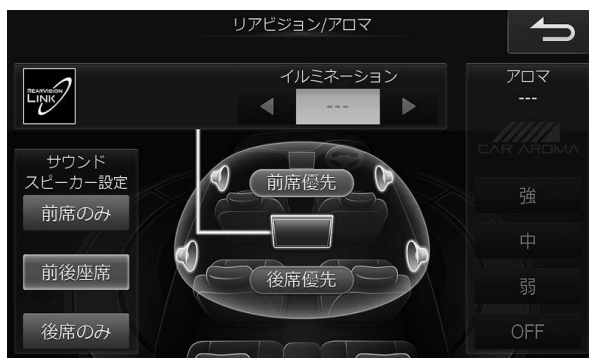 リアビジョン/アロマ
REARVISION
LINK
イルミネーション
---
アロマ
---
CAR AROMA
サウンド
スピーカー設定
前席のみ
前後座席
後席のみ
前席優先
後席優先
強
中
弱
OFF